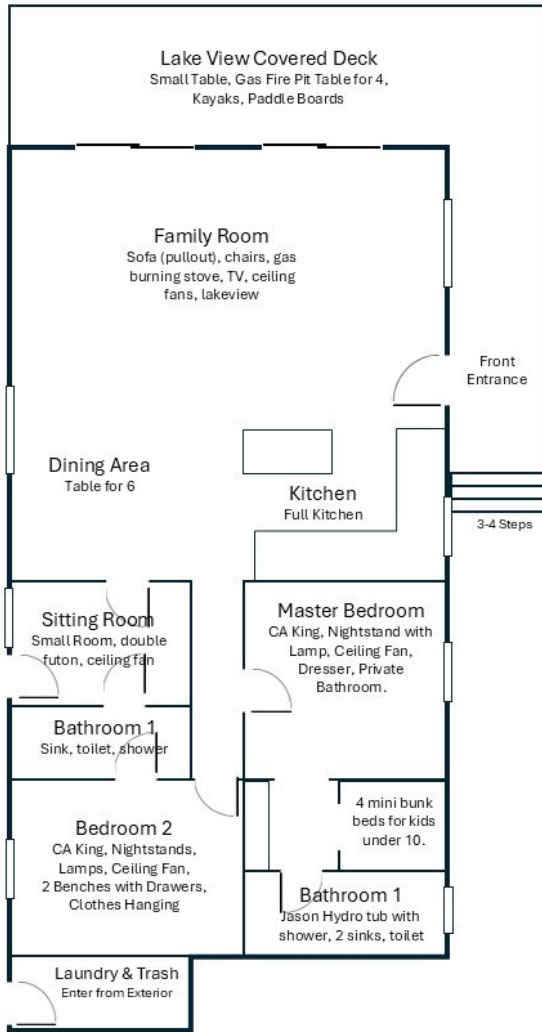 Lake View Covered Deck
Small Table, Gas Fire Pit Table for 4,
Kayaks, Paddle Boards
Family Room
Sofa (pullout), chairs, gas
burning stove, TV, ceiling
fans, lakeview
Front
Entrance
Dining Area
Table for 6
Kitchen
Full Kitchen
3-4 Steps
Sitting Room
Small Room, double
futon, ceiling fan
Master Bedroom
CA King, Nightstand with
Lamp, Ceiling Fan,
Dresser, Private
Bathroom.
Bathroom 1
Sink, toilet, shower
4 mini bunk
beds for kids
under 10.
Bedroom 2
CA King, Nightstands,
Lamps, Ceiling Fan,
2 Benches with Drawers,
Clothes Hanging
Bathroom 1
Jason Hydro tub with
shower, 2 sinks, toilet
Laundry & Trash
Enter from Exterior